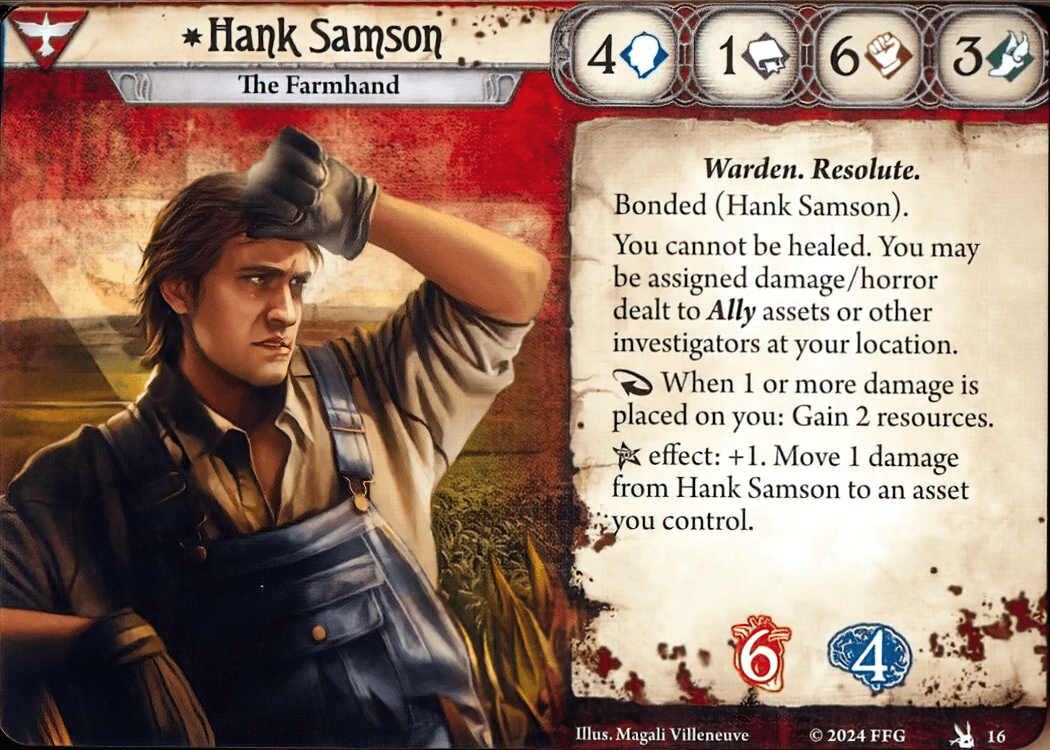 Hank Samson
The Farmhand
4 1 6 3
Warden. Resolute.
Bonded (Hank Samson).
You cannot be healed. You may
be assigned damage/horror
dealt to Ally assets or other
investigators at your location.
When 1 or more damage is
placed on you: Gain 2 resources.
effect: +1. Move 1 damage
from Hank Samson to an asset
you control.
6 4
Illus. Magali Villeneuve © 2024 FFG 16